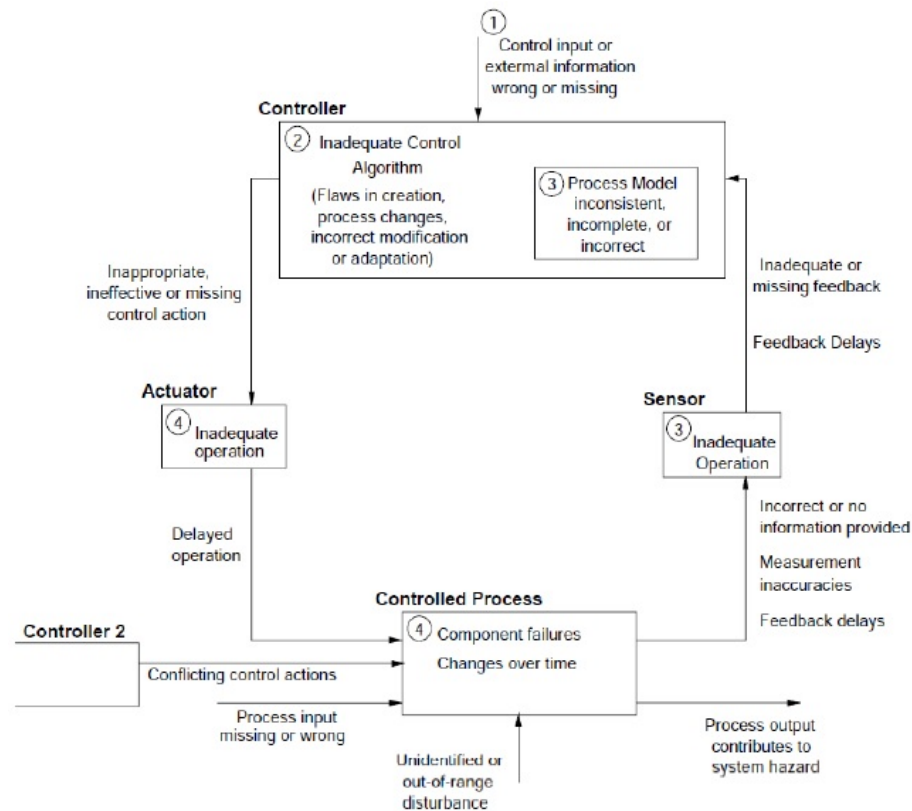 1
Control input or
external information
wrong or missing
Controller
2 Inadequate Control
Algorithm
(Flaws in creation,
process changes,
incorrect modification
or adaptation)
3 Process Model
inconsistent,
incomplete, or
incorrect
Inappropriate,
ineffective or missing
control action
Inadequate or
missing feedback
Feedback Delays
Actuator
4 Inadequate
operation
Sensor
3 Inadequate
Operation
Delayed
operation
Incorrect or no
information provided
Measurement
inaccuracies
Feedback delays
Controlled Process
4 Component failures
Changes over time
Controller 2
Conflicting control actions
Process input
missing or wrong
Unidentified or
out-of-range
disturbance
Process output
contributes to
system hazard